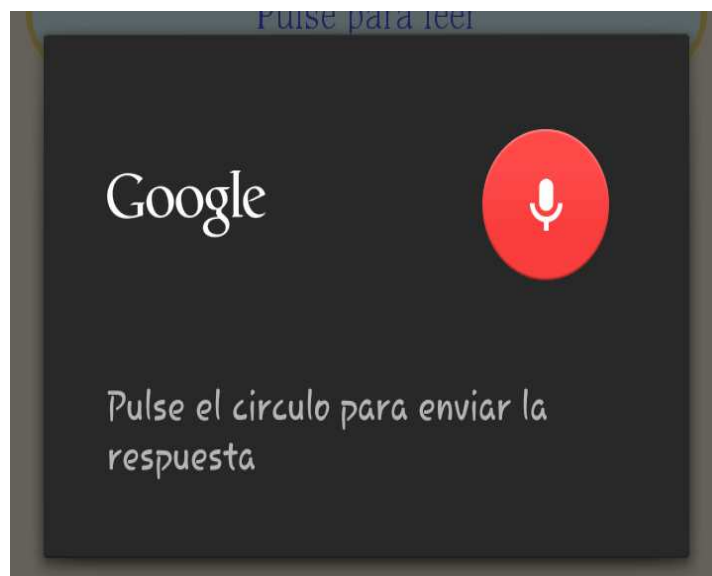 Pulse para leer
Google
Pulse el circulo para enviar la
respuesta